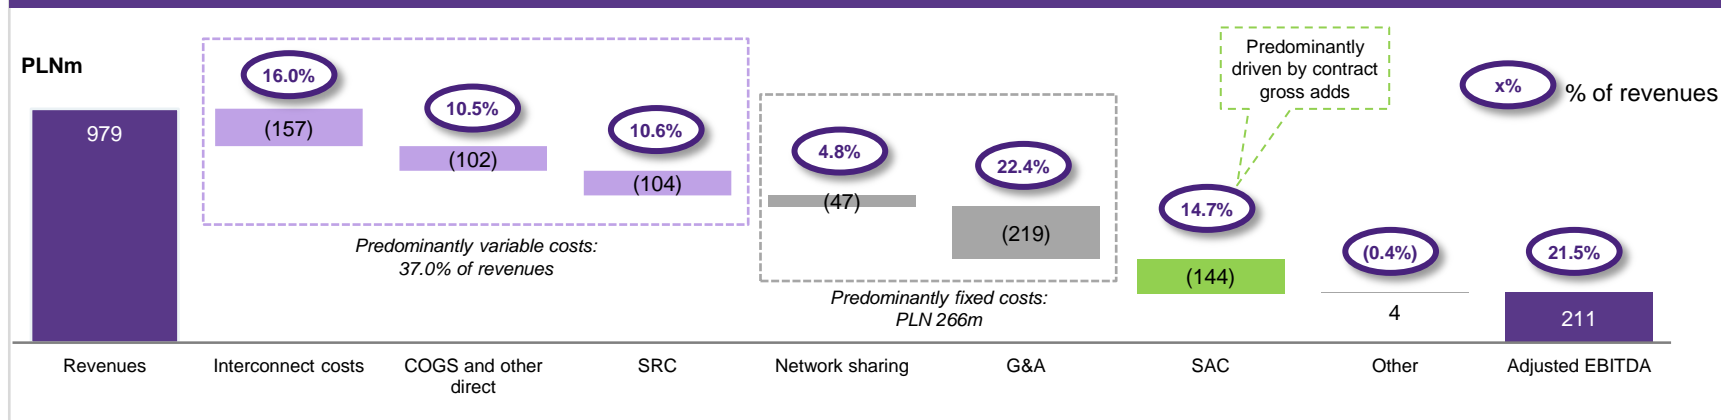 PLNm
979
16.0%
(157)
10.5%
(102)
10.6%
(104)
Predominantly variable costs:
37.0% of revenues
4.8%
(47)
22.4%
(219)
Predominantly fixed costs:
PLN 266m
Predominantly
driven by contract
gross adds
14.7%
(144)
(0.4%)
4
21.5%
211
x%
% of revenues
Revenues
Interconnect costs
COGS and other
direct
SRC
Network sharing
G&A
SAC
Other
Adjusted EBITDA